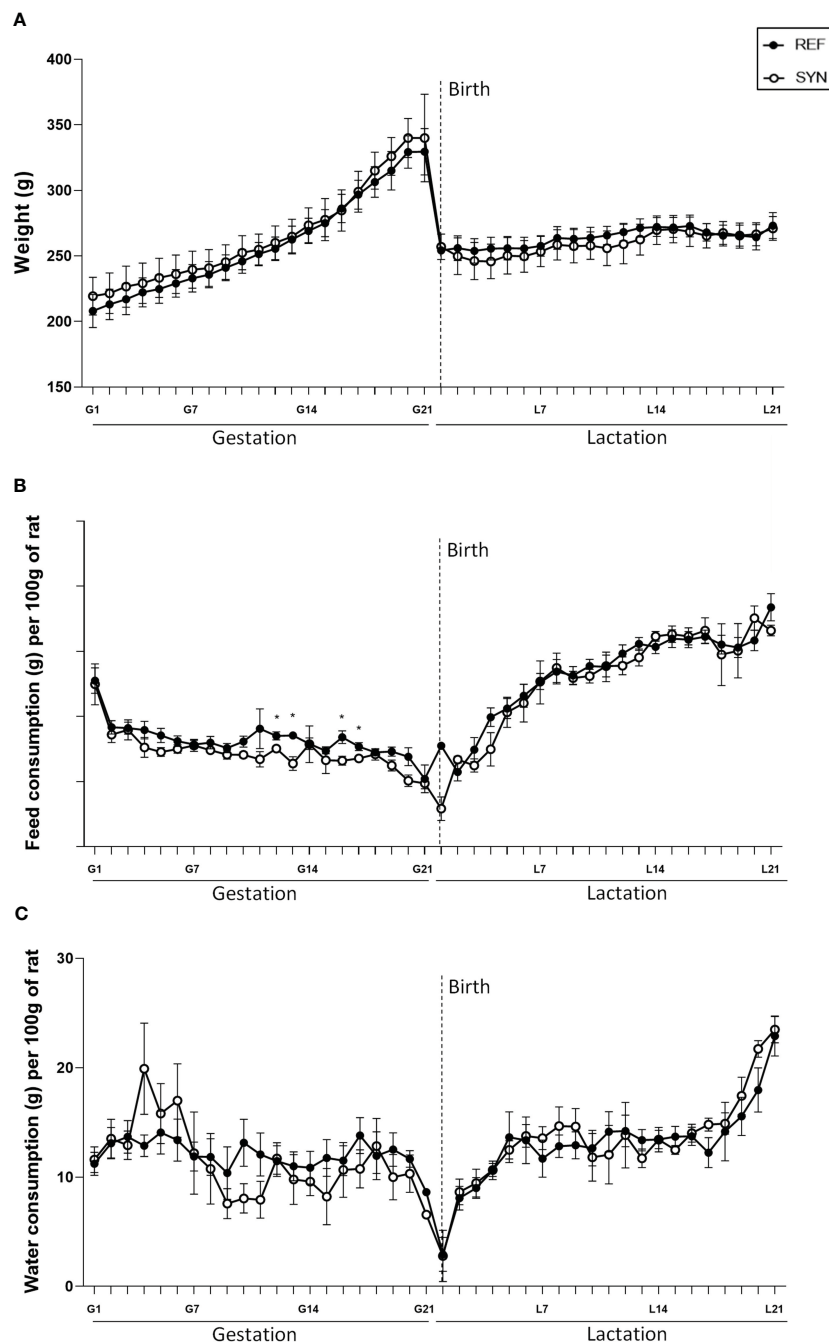 A
REF
SYN
Birth
Weight (g)
400
350
300
250
200
150
G1 G7 G14 G21 L7 L14 L21
Gestation Lactation
B
Birth
Feed consumption (g) per 100g of rat
* * * *
G1 G7 G14 G21 L7 L14 L21
Gestation Lactation
C
Birth
Water consumption (g) per 100g of rat
30
20
10
0
G1 G7 G14 G21 L7 L14 L21
Gestation Lactation